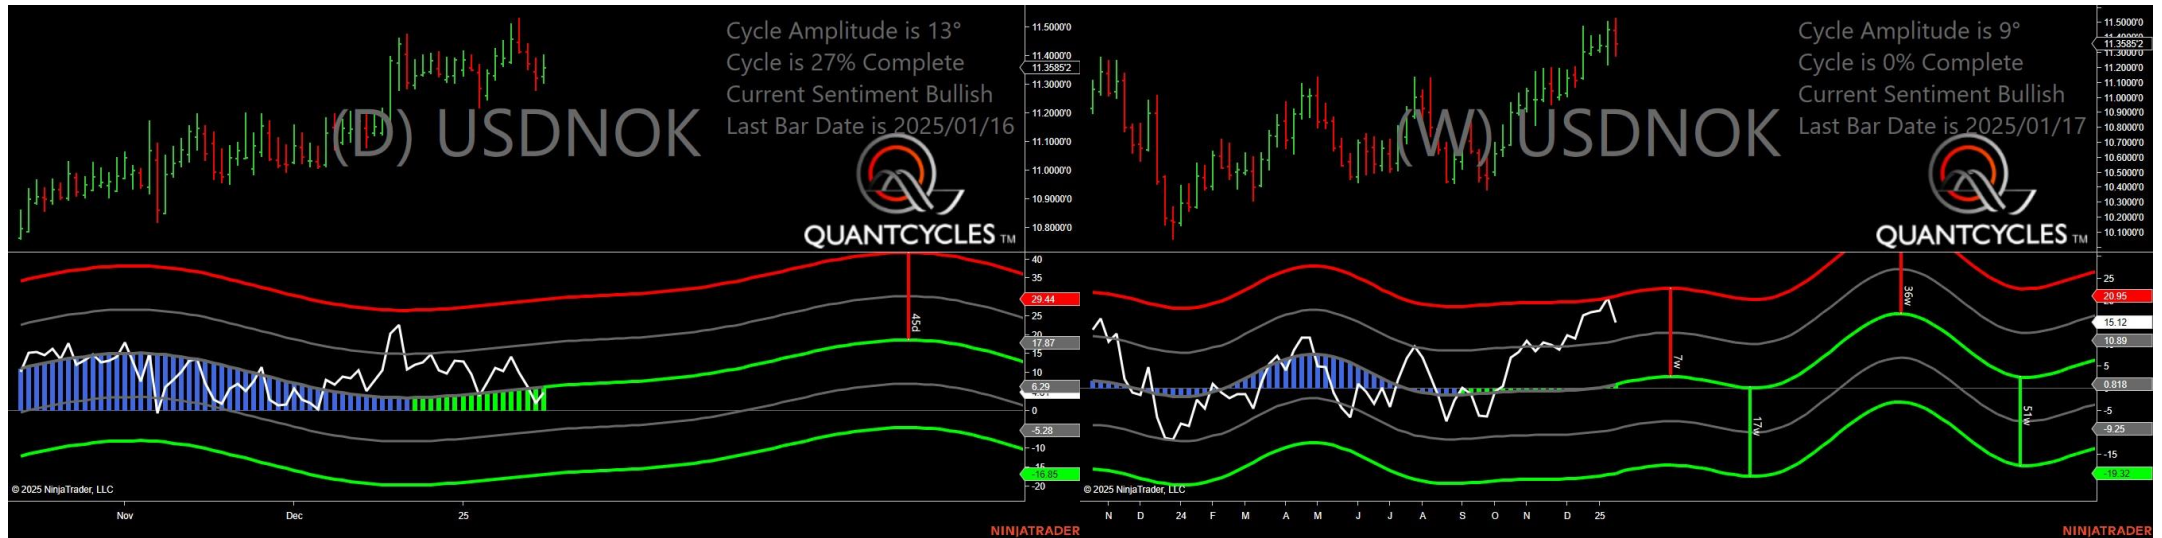 Cycle Amplitude is 13°
Cycle is 27% Complete
Current Sentiment Bullish
Last Bar Date is 2025/01/16
(D) USDNOK
QUANTCYCLES TM
11.5000'0
11.4000'0
11.3585'2
11.3000'0
11.2000'0
11.1000'0
11.0000'0
10.9000'0
10.8000'0
40
35
29.44
25
20
17.87
15
10
6.29
0
-5.28
-10
-16.85
-20
45d
© 2025 NinjaTrader, LLC
Nov
Dec
25
NINJATRADER
Cycle Amplitude is 9°
Cycle is 0% Complete
Current Sentiment Bullish
Last Bar Date is 2025/01/17
(W) USDNOK
QUANTCYCLES TM
11.5000'0
11.3585'2
11.3000'0
11.2000'0
11.1000'0
11.0000'0
10.9000'0
10.8000'0
10.7000'0
10.6000'0
10.5000'0
10.4000'0
10.3000'0
10.2000'0
10.1000'0
25
20.95
15.12
10.89
5
0.818
-5
-9.25
-15
-19.32
7w
17w
36w
51w
© 2025 NinjaTrader, LLC
N
D
24
F
M
A
M
J
J
A
S
O
N
D
25
NINJATRADER